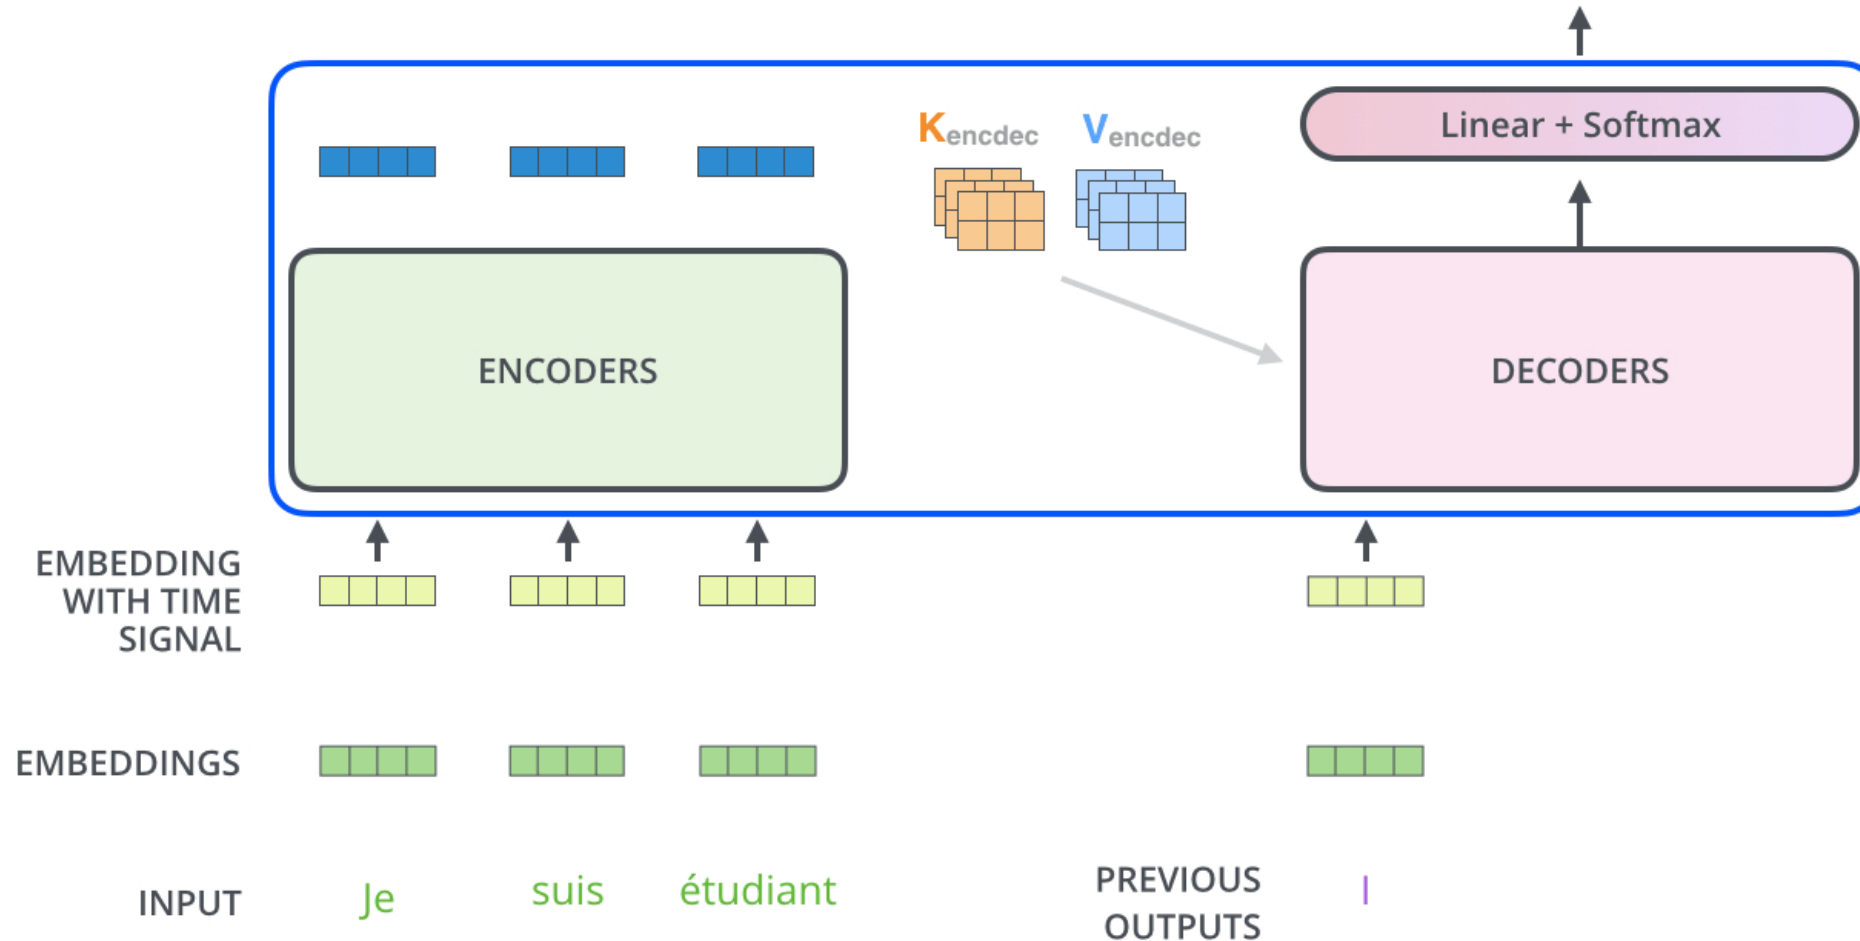 Kencdec Vencdec
Linear + Softmax
ENCODERS
DECODERS
EMBEDDING
WITH TIME
SIGNAL
EMBEDDINGS
INPUT
Je suis étudiant
PREVIOUS
OUTPUTS
I